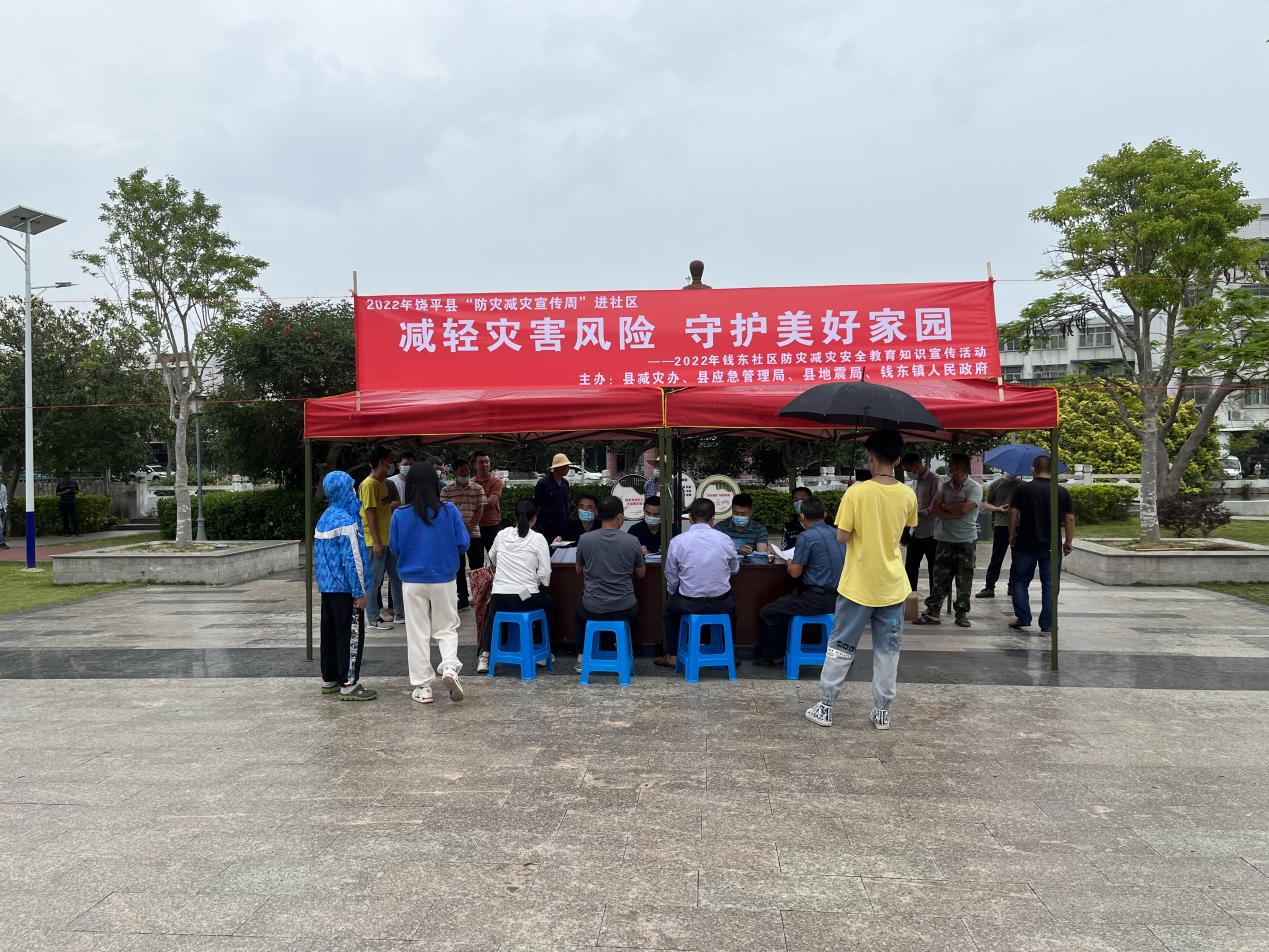 2022年饶平县“防灾减灾宣传周”进社区
减轻灾害风险 守护美好家园
——2022年钱东社区防灾减灾安全教育知识宣传活动
主办：县减灾办、县应急管理局、县地震局、钱东镇人民政府